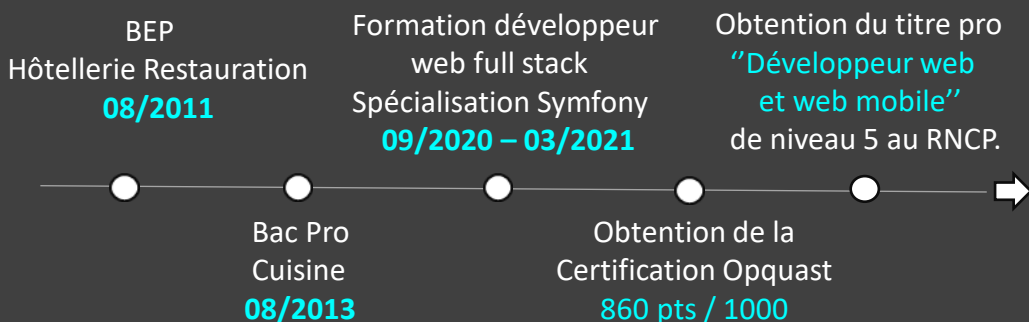 BEP
Hôtellerie Restauration
08/2011
Bac Pro
Cuisine
08/2013
Formation développeur
web full stack
Spécialisation Symfony
09/2020 – 03/2021
Obtention de la
Certification Opquast
860 pts / 1000
Obtention du titre pro
‘’Développeur web
et web mobile’’
de niveau 5 au RNCP.